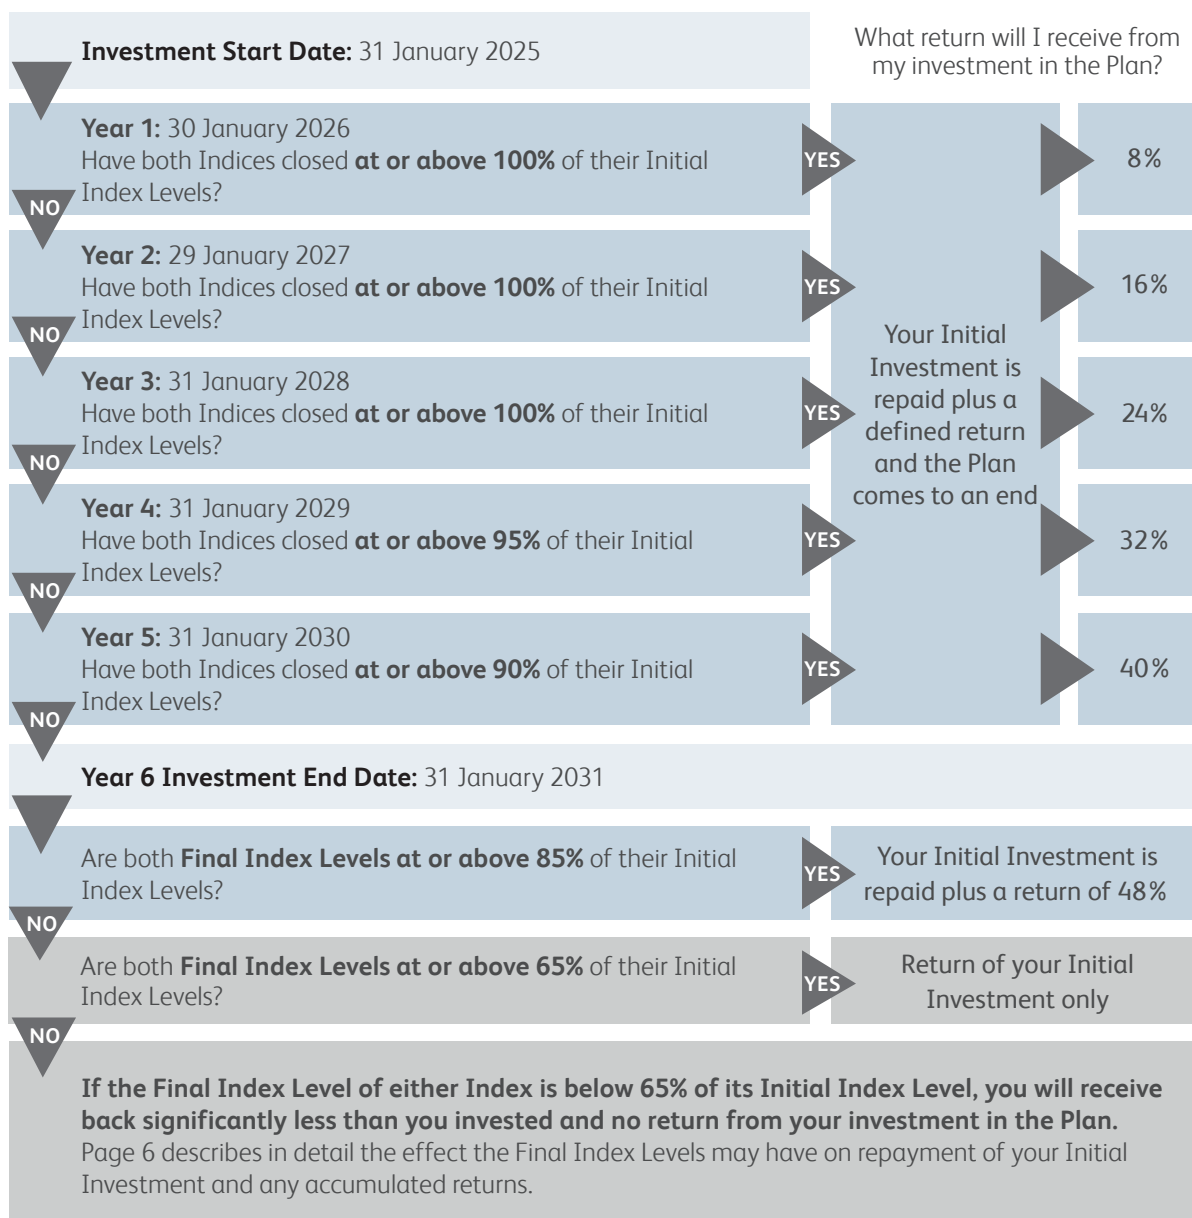 Investment Start Date: 31 January 2025
What return will I receive from
my investment in the Plan?
Year 1: 30 January 2026
Have both Indices closed at or above 100% of their Initial
Index Levels?
YES
8%
NO
Year 2: 29 January 2027
Have both Indices closed at or above 100% of their Initial
Index Levels?
YES
16%
NO
Year 3: 31 January 2028
Have both Indices closed at or above 100% of their Initial
Index Levels?
YES
24%
NO
Year 4: 31 January 2029
Have both Indices closed at or above 95% of their Initial
Index Levels?
YES
32%
NO
Year 5: 31 January 2030
Have both Indices closed at or above 90% of their Initial
Index Levels?
YES
40%
NO
Your Initial
Investment is
repaid plus a
defined return
and the Plan
comes to an end
Year 6 Investment End Date: 31 January 2031
Are both Final Index Levels at or above 85% of their Initial
Index Levels?
YES
Your Initial Investment is
repaid plus a return of 48%
NO
Are both Final Index Levels at or above 65% of their Initial
Index Levels?
YES
Return of your Initial
Investment only
NO
If the Final Index Level of either Index is below 65% of its Initial Index Level, you will receive
back significantly less than you invested and no return from your investment in the Plan.
Page 6 describes in detail the effect the Final Index Levels may have on repayment of your Initial
Investment and any accumulated returns.